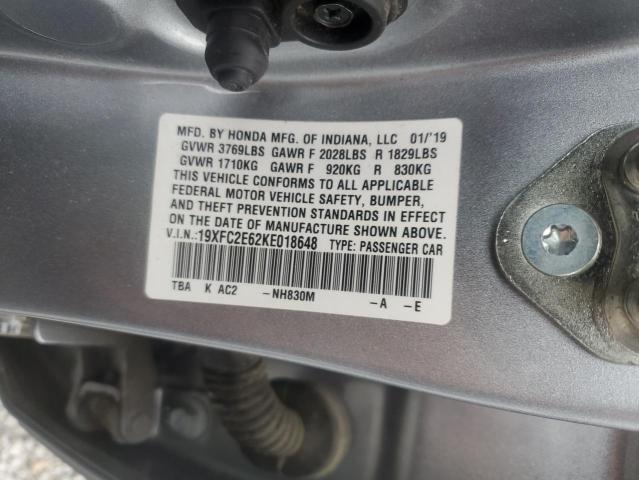 MFD. BY HONDA MFG. OF INDIANA, LLC 01/'19
GVWR 3769LBS GAWR F 2028LBS R 1829LBS
GVWR 1710KG GAWR F 920KG R 830KG
THIS VEHICLE CONFORMS TO ALL APPLICABLE
FEDERAL MOTOR VEHICLE SAFETY, BUMPER,
AND THEFT PREVENTION STANDARDS IN EFFECT
ON THE DATE OF MANUFACTURE SHOWN ABOVE.
V.I.N.:19XFC2E62KE018648 TYPE: PASSENGER CAR
TBA K AC2 -NH830M -A -E